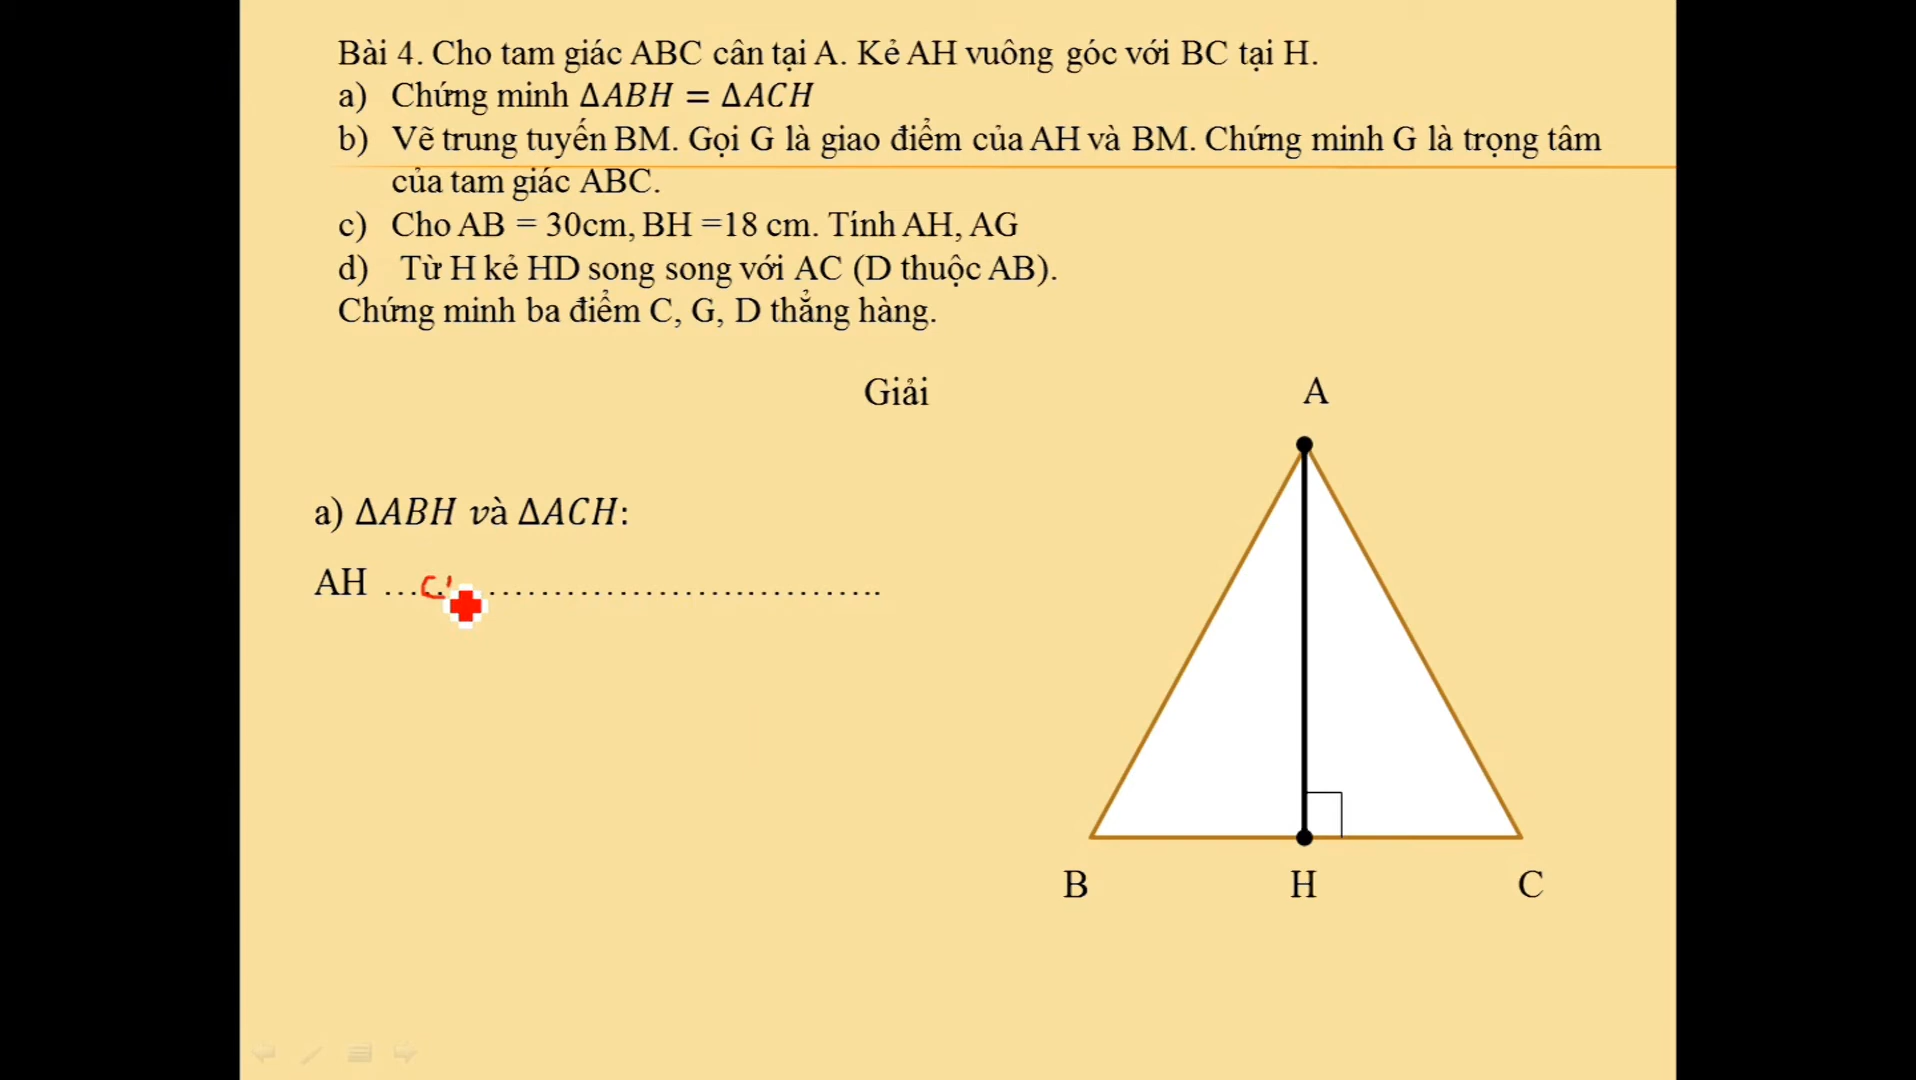 Bài 4. Cho tam giác ABC cân tại A. Kẻ AH vuông góc với BC tại H.
a) Chứng minh ΔABH = ΔACH
b) Vẽ trung tuyến BM. Gọi G là giao điểm của AH và BM. Chứng minh G là trọng tâm
của tam giác ABC.
c) Cho AB = 30cm, BH =18 cm. Tính AH, AG
d) Từ H kẻ HD song song với AC (D thuộc AB).
Chứng minh ba điểm C, G, D thẳng hàng.
Giải
A
a) ΔABH và ΔACH:
AH ……………………………………..
B H C